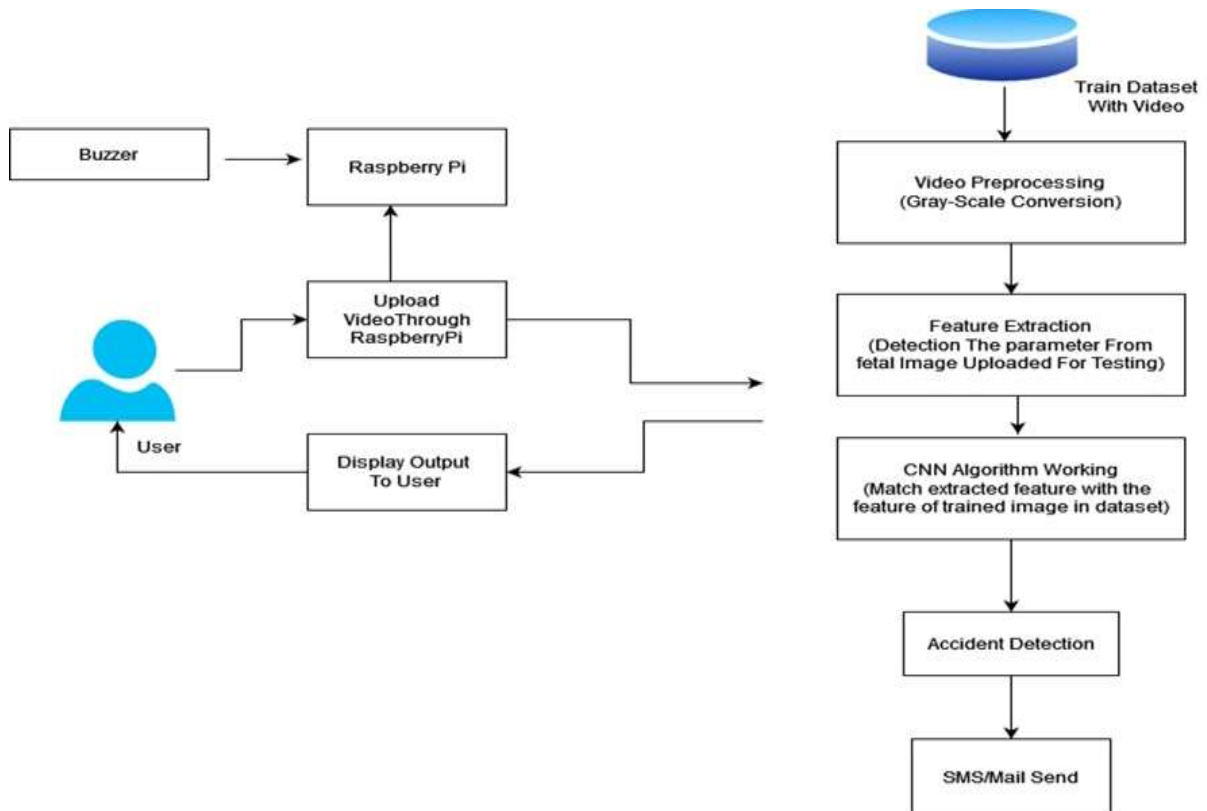 Train Dataset
With Video
Buzzer
Raspberry Pi
Video Preprocessing
(Gray-Scale Conversion)
Upload
VideoThrough
RaspberryPi
Feature Extraction
(Detection The parameter From
fetal Image Uploaded For Testing)
User
Display Output
To User
CNN Algorithm Working
(Match extracted feature with the
feature of trained image in dataset)
Accident Detection
SMS/Mail Send